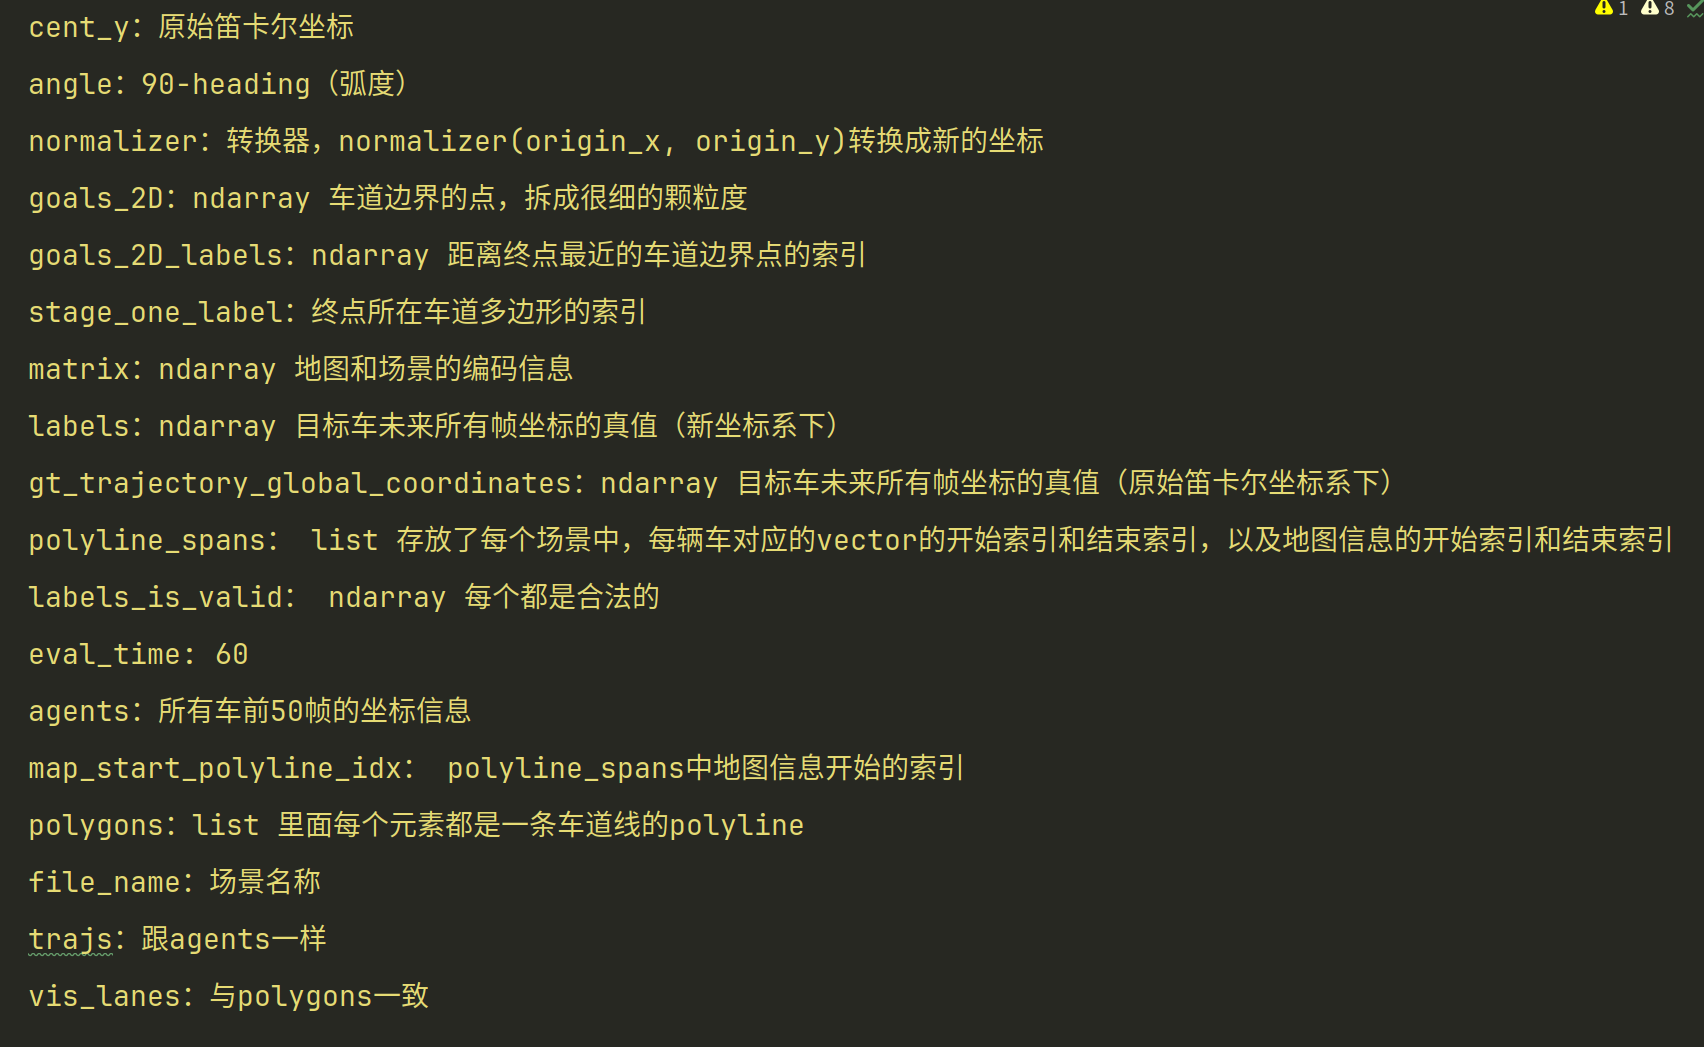 1 8
cent_y：原始笛卡尔坐标
angle：90-heading（弧度）
normalizer：转换器，normalizer(origin_x, origin_y)转换成新的坐标
goals_2D：ndarray 车道边界的点，拆成很细的颗粒度
goals_2D_labels：ndarray 距离终点最近的车道边界点的索引
stage_one_label：终点所在车道多边形的索引
matrix：ndarray 地图和场景的编码信息
labels：ndarray 目标车未来所有帧坐标的真值（新坐标系下）
gt_trajectory_global_coordinates：ndarray 目标车未来所有帧坐标的真值（原始笛卡尔坐标系下）
polyline_spans： list 存放了每个场景中，每辆车对应的vector的开始索引和结束索引，以及地图信息的开始索引和结束索引
labels_is_valid： ndarray 每个都是合法的
eval_time: 60
agents：所有车前50帧的坐标信息
map_start_polyline_idx： polyline_spans中地图信息开始的索引
polygons：list 里面每个元素都是一条车道线的polyline
file_name：场景名称
trajs：跟agents一样
vis_lanes：与polygons一致